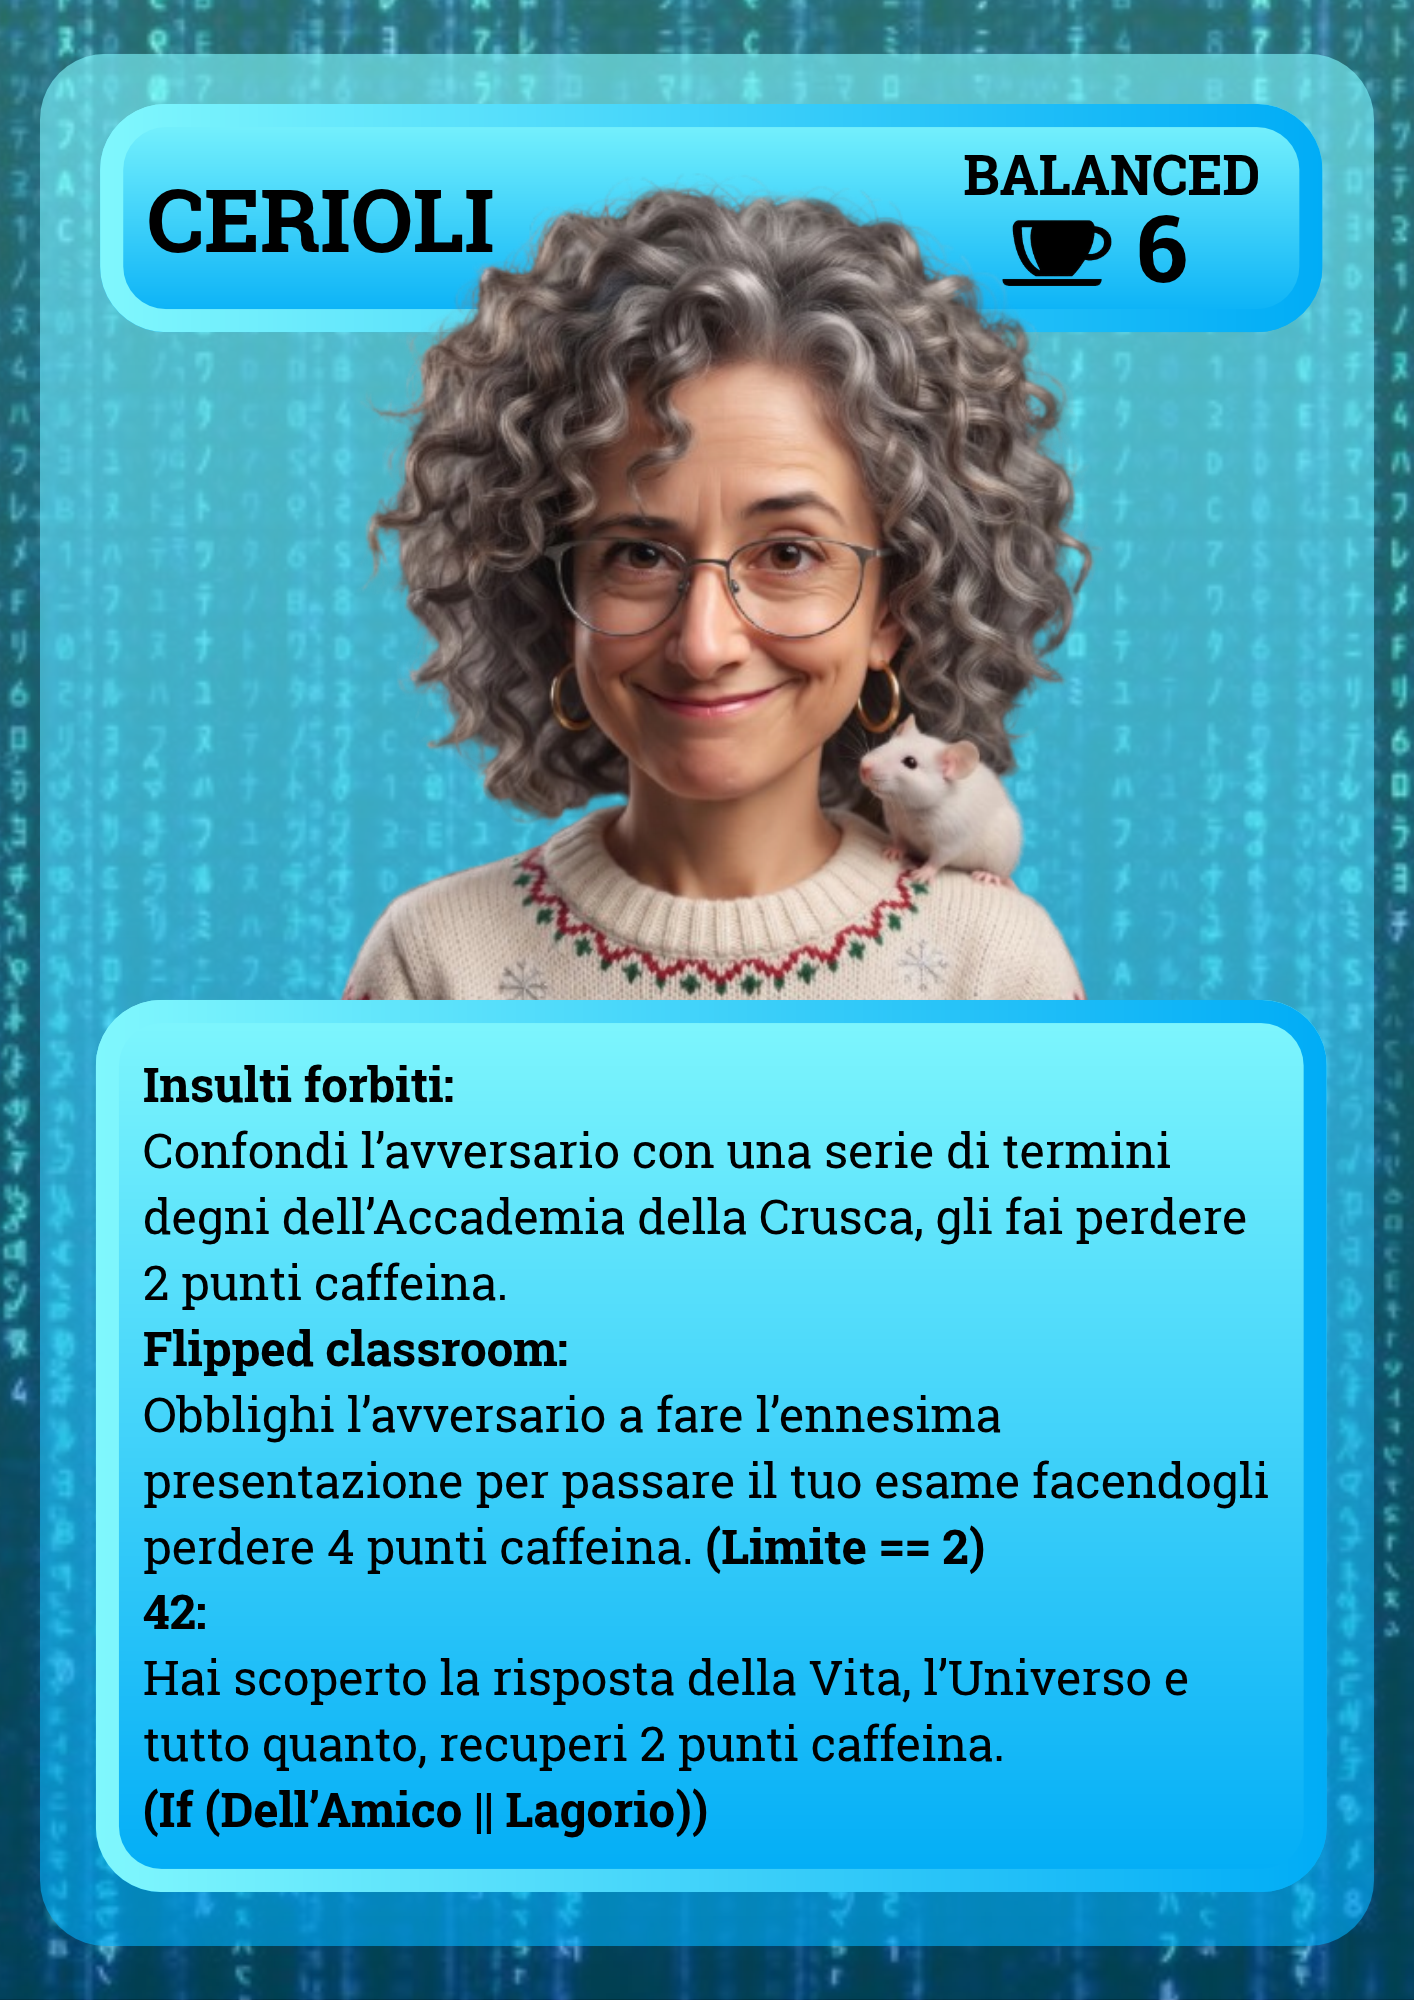 CERIOLI
BALANCED
6
Insulti forbiti:
Confondi l’avversario con una serie di termini
degni dell’Accademia della Crusca, gli fai perdere
2 punti caffeina.
Flipped classroom:
Obblighi l’avversario a fare l’ennesima
presentazione per passare il tuo esame facendogli
perdere 4 punti caffeina. (Limite == 2)
42:
Hai scoperto la risposta della Vita, l’Universo e
tutto quanto, recuperi 2 punti caffeina.
(If (Dell’Amico || Lagorio))